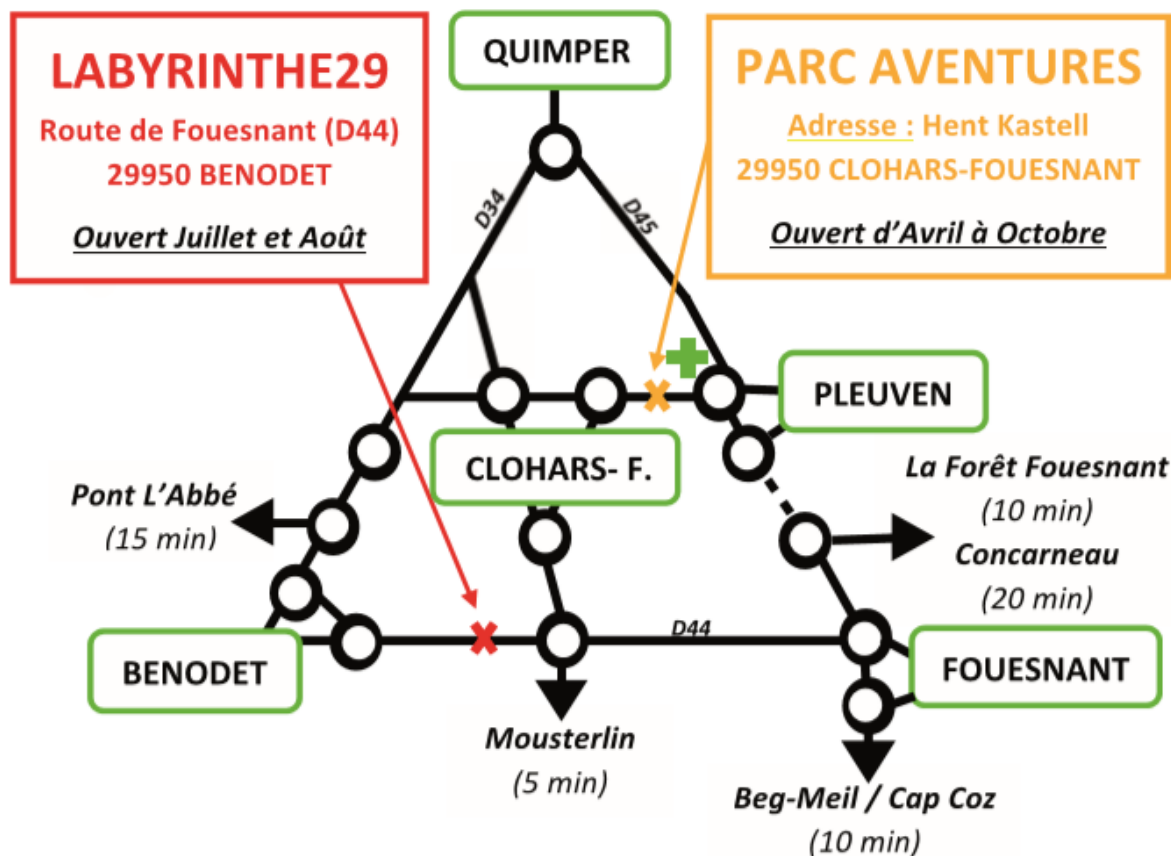 LABYRINTHE29
Route de Fouesnant (D44)
29950 BENODET
Ouvert Juillet et Août
QUIMPER
PARC AVENTURES
Adresse : Hent Kastell
29950 CLOHARS-FOUESNANT
Ouvert d'Avril à Octobre
D34
D45
PLEUVEN
CLOHARS- F.
Pont L'Abbé
(15 min)
La Forêt Fouesnant
(10 min)
Concarneau
(20 min)
D44
BENODET
FOUESNANT
Mousterlin
(5 min)
Beg-Meil / Cap Coz
(10 min)